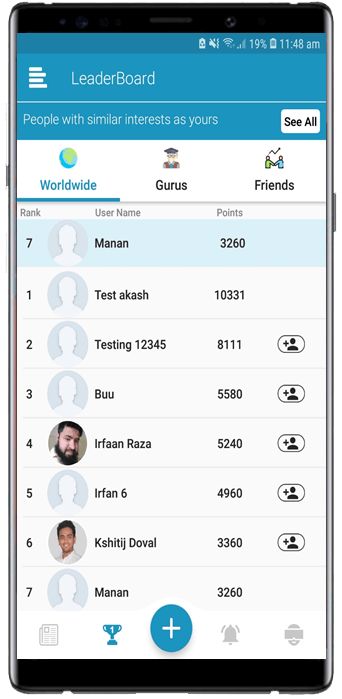 19% 11:48 am
LeaderBoard
People with similar interests as yours See All
Worldwide Gurus Friends
Rank User Name Points
7 Manan 3260
1 Test akash 10331
2 Testing 12345 8111
3 Buu 5580
4 Irfaan Raza 5240
5 Irfan 6 4960
6 Kshitij Doval 3360
7 Manan 3260